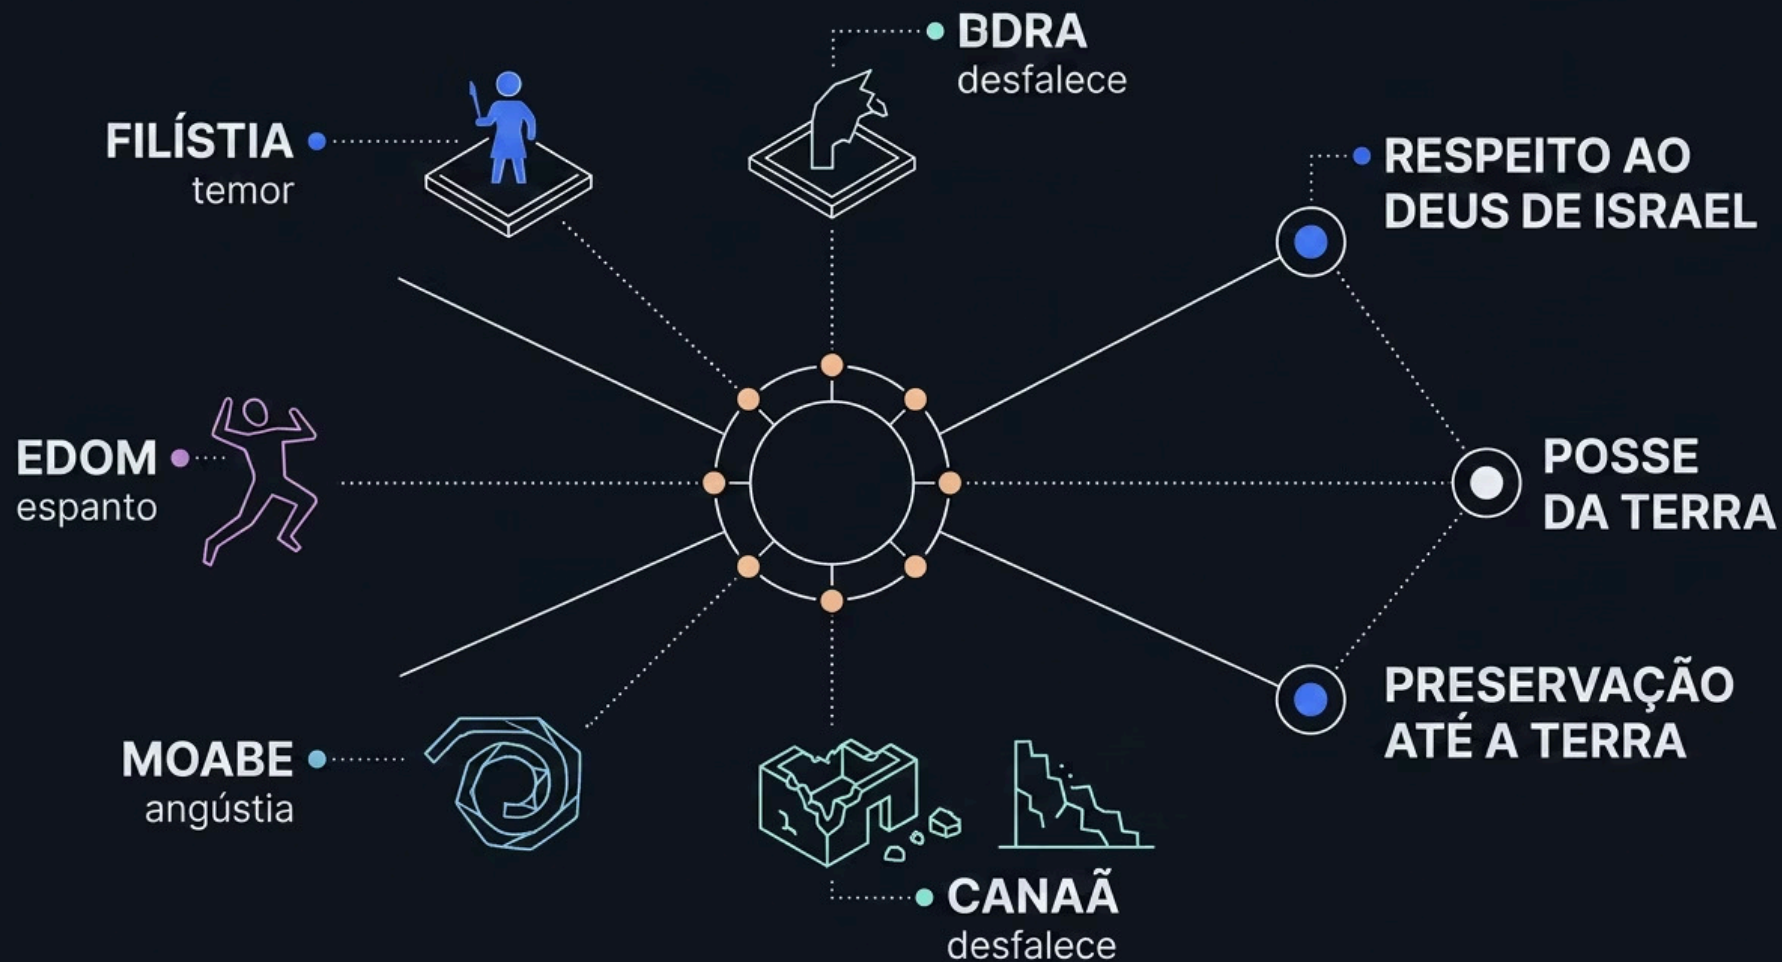 BDRA
desfalece
FILÍSTIA
temor
RESPEITO AO
DEUS DE ISRAEL
EDOM
espanto
POSSE
DA TERRA
MOABE
angústia
PRESERVAÇÃO
ATÉ A TERRA
CANAÃ
desfalece